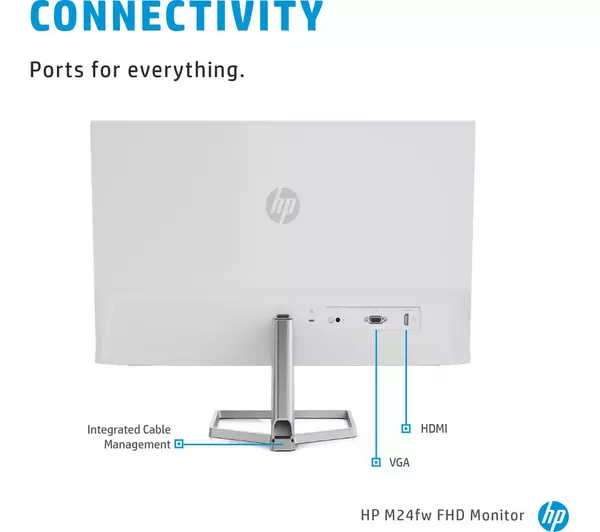 CONNECTIVITY
Ports for everything.
hp
Integrated Cable
Management
HDMI
VGA
HP M24fw FHD Monitor
hp